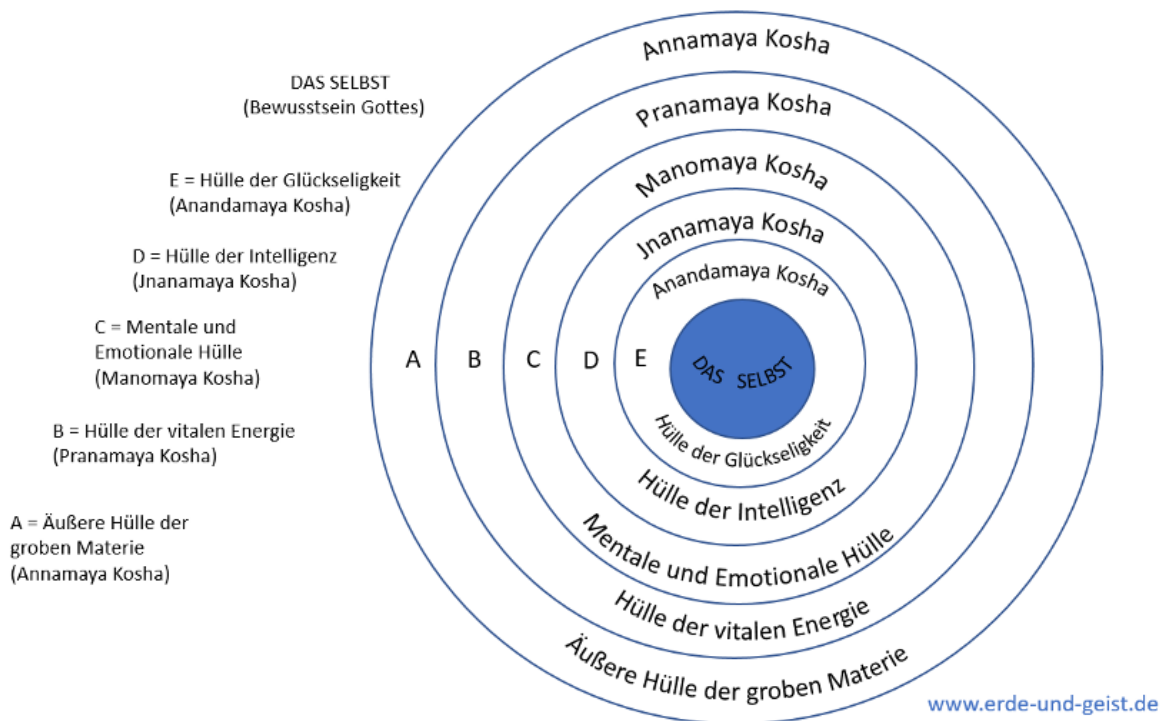 DAS SELBST
(Bewusstsein Gottes)
E = Hülle der Glückseligkeit
(Anandamaya Kosha)
D = Hülle der Intelligenz
(Jnanamaya Kosha)
C = Mentale und
Emotionale Hülle
(Manomaya Kosha)
B = Hülle der vitalen Energie
(Pranamaya Kosha)
A = Äußere Hülle der
groben Materie
(Annamaya Kosha)
Annamaya Kosha
Pranamaya Kosha
Manomaya Kosha
Jnanamaya Kosha
Anandamaya Kosha
A B C D E
DAS SELBST
Hülle der Glückseligkeit
Hülle der Intelligenz
Mentale und Emotionale Hülle
Hülle der vitalen Energie
Äußere Hülle der groben Materie
www.erde-und-geist.de